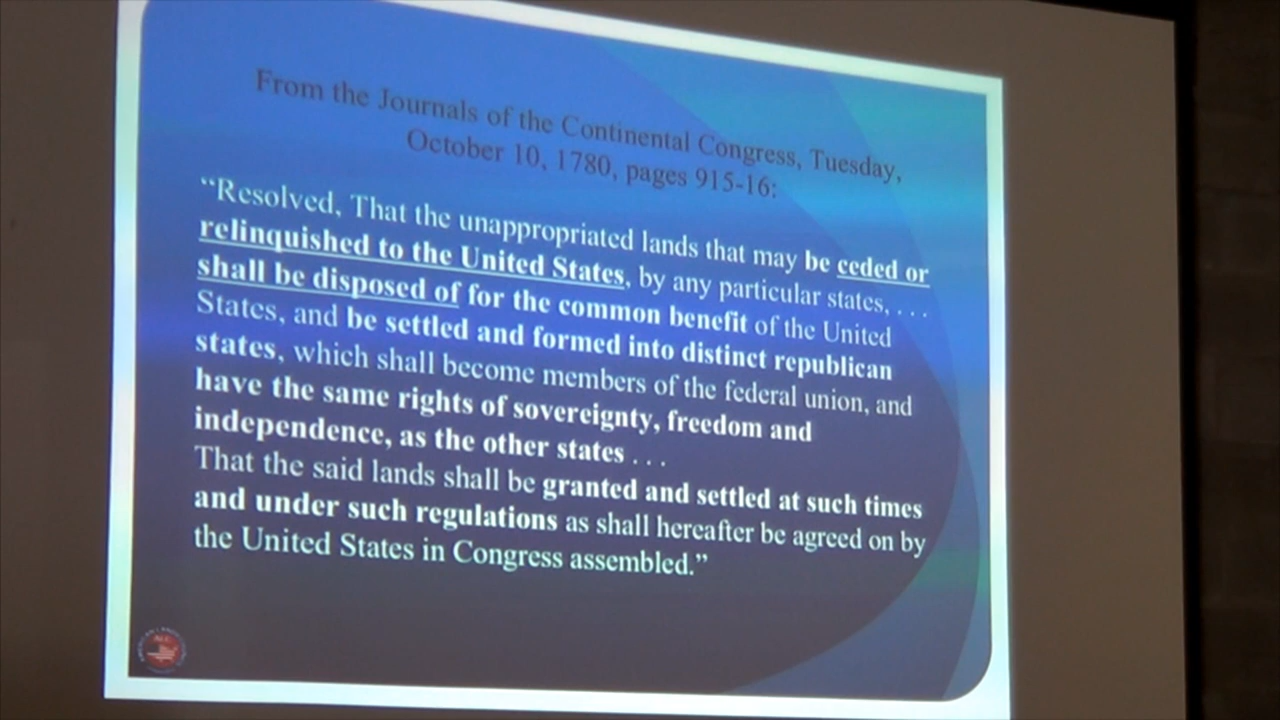 From the Journals of the Continental Congress, Tuesday,
October 10, 1780, pages 915-16:
“Resolved, That the unappropriated lands that may be ceded or
relinquished to the United States, by any particular states, . . .
shall be disposed of for the common benefit of the United
States, and be settled and formed into distinct republican
states, which shall become members of the federal union, and
have the same rights of sovereignty, freedom and
independence, as the other states . . .
That the said lands shall be granted and settled at such times
and under such regulations as shall hereafter be agreed on by
the United States in Congress assembled.”